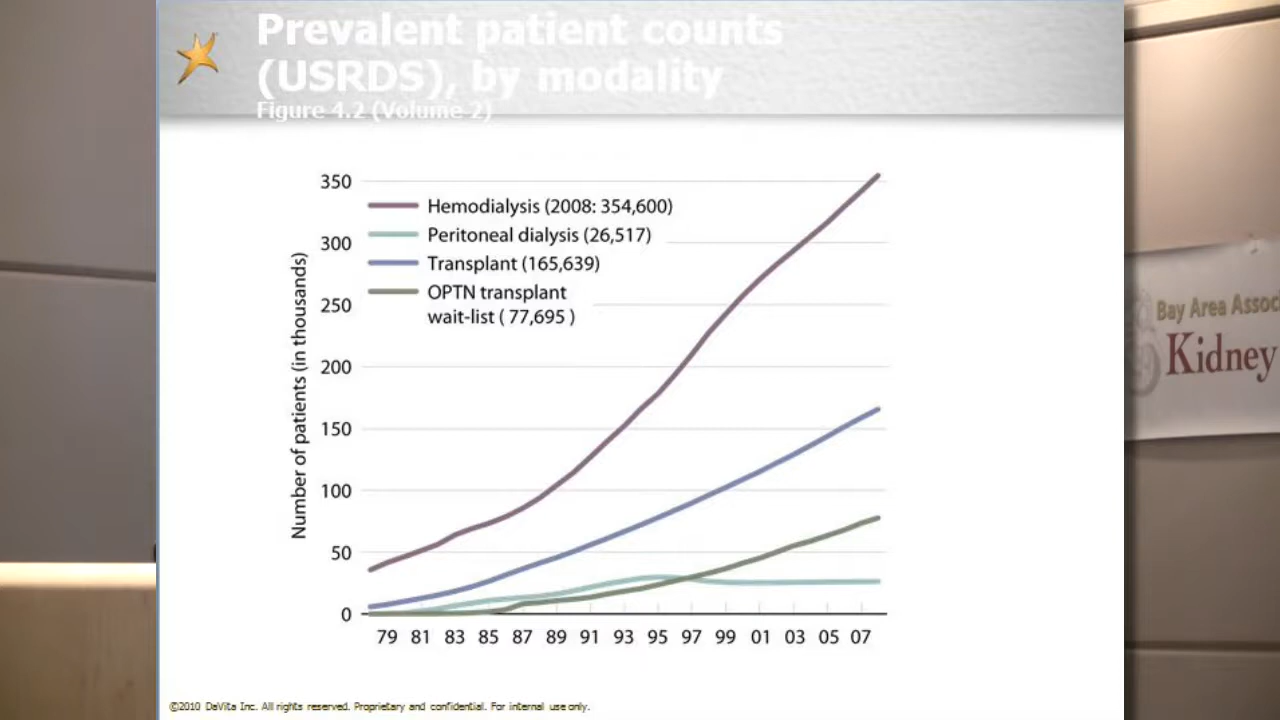 Prevalent patient counts
(USRDS), by modality
Figure 4.2 (Volume 2)
350
300
250
200
150
100
50
0
Number of patients (in thousands)
Hemodialysis (2008: 354,600)
Peritoneal dialysis (26,517)
Transplant (165,639)
OPTN transplant
wait-list ( 77,695 )
79 81 83 85 87 89 91 93 95 97 99 01 03 05 07
©2010 DaVita Inc. All rights reserved. Proprietary and confidential. For internal use only.
Bay Area Assoc
Kidney